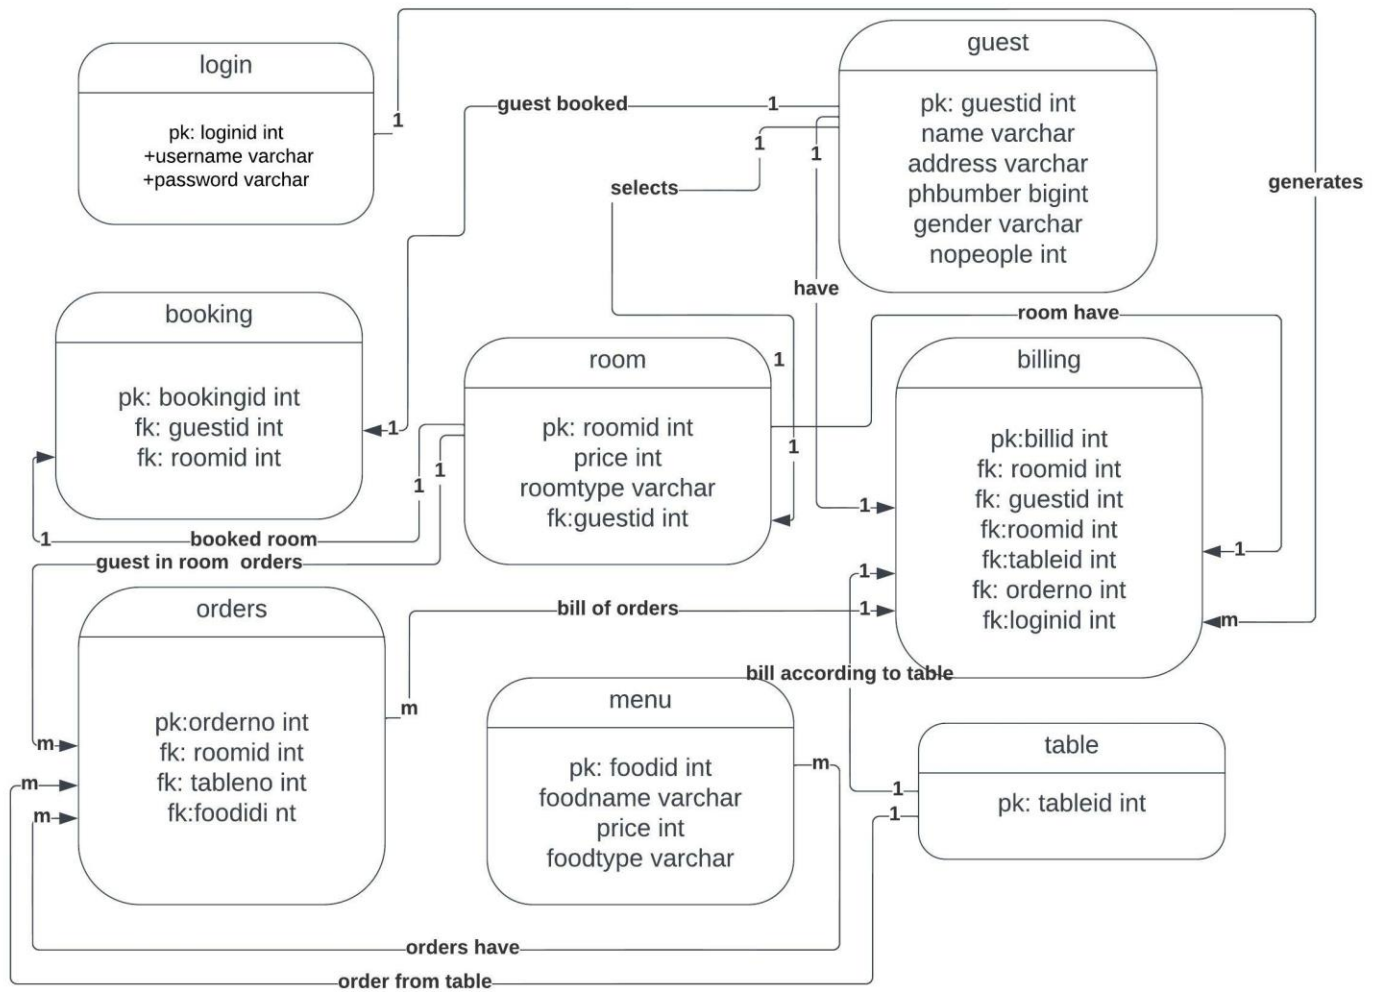 login
pk: loginid int
+username varchar
+password varchar
1
guest booked
1
guest
pk: guestid int
name varchar
address varchar
phbumber bigint
gender varchar
nopeople int
1
1
selects
generates
have
room have
booking
pk: bookingid int
fk: guestid int
fk: roomid int
1
room
pk: roomid int
price int
roomtype varchar
fk:guestid int
1
1
billing
pk:billid int
fk: roomid int
fk: guestid int
fk:roomid int
fk:tableid int
fk: orderno int
fk:loginid int
1
1
1
1
1
booked room
guest in room orders
1
1
m
orders
pk:orderno int
fk: roomid int
fk: tableno int
fk:foodidi nt
bill of orders
1
m
bill according to table
m
m
m
menu
pk: foodid int
foodname varchar
price int
foodtype varchar
m
table
pk: tableid int
1
1
orders have
order from table